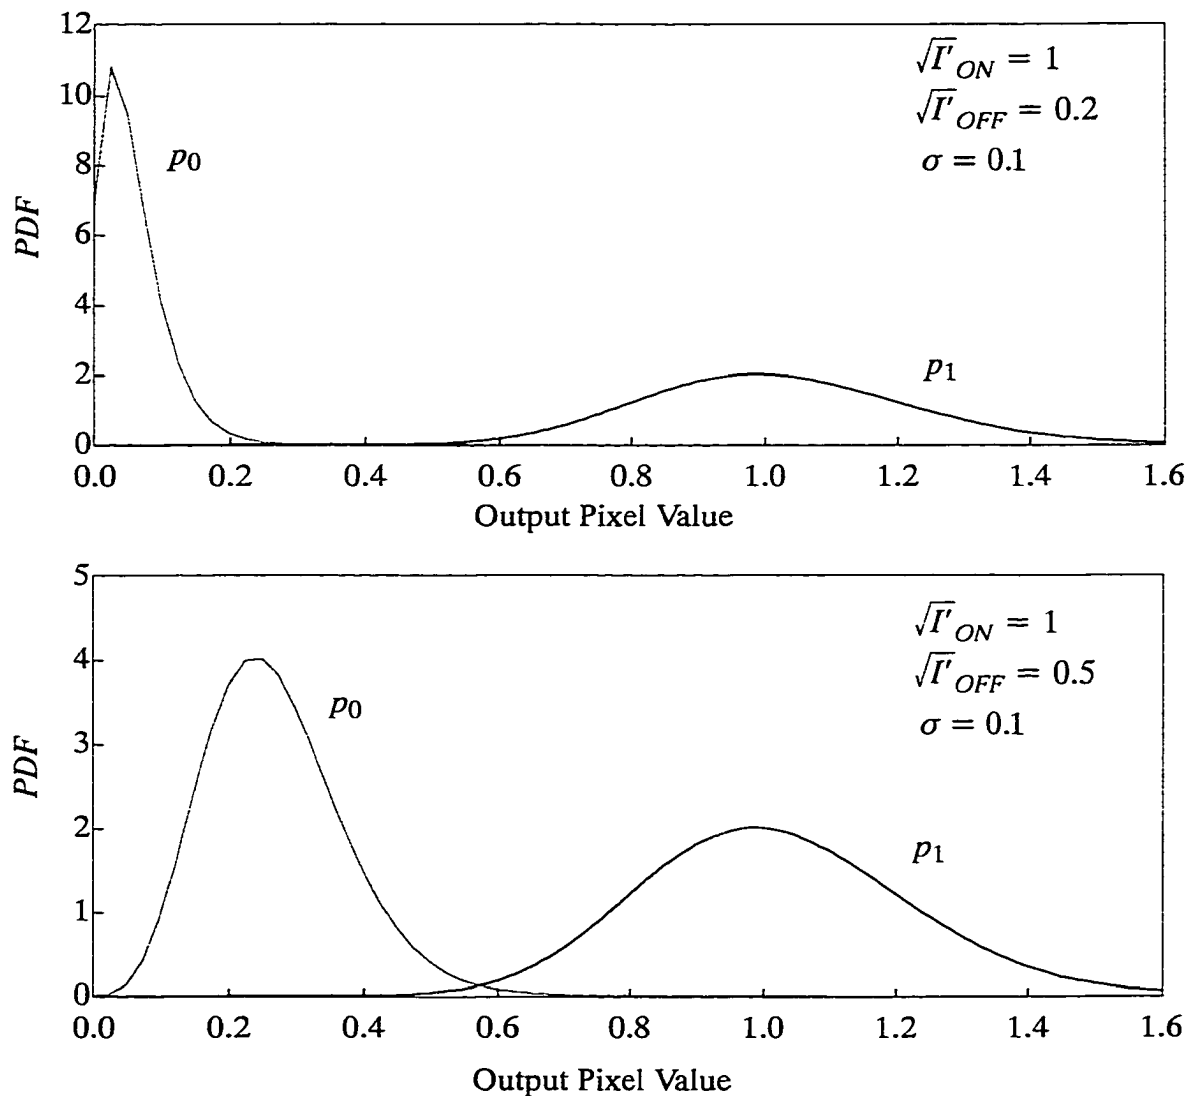 12
10
8
6
4
2
0
PDF
p0
p1
√I'ON = 1
√I'OFF = 0.2
σ = 0.1
0.0 0.2 0.4 0.6 0.8 1.0 1.2 1.4 1.6
Output Pixel Value
5
4
3
2
1
0
PDF
p0
p1
√I'ON = 1
√I'OFF = 0.5
σ = 0.1
0.0 0.2 0.4 0.6 0.8 1.0 1.2 1.4 1.6
Output Pixel Value